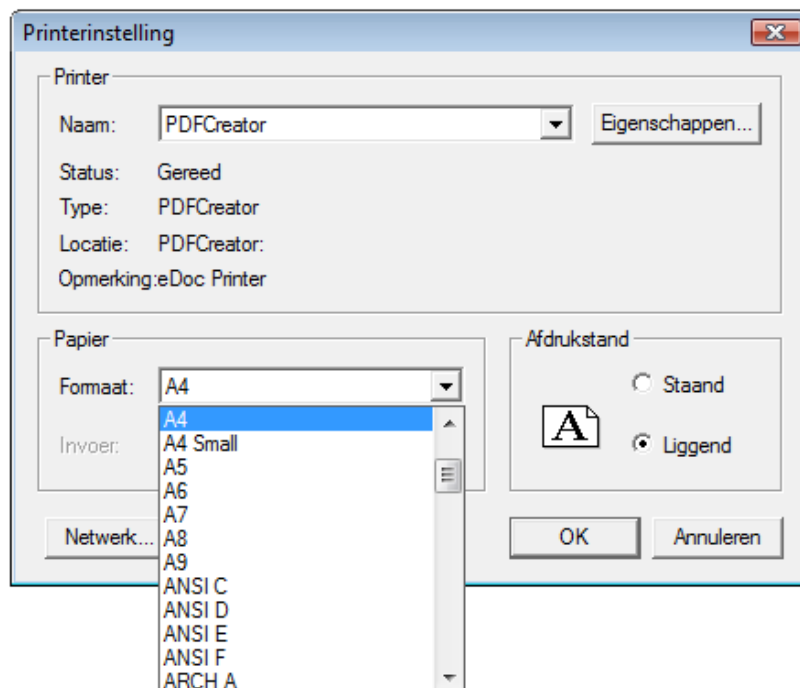 Printerinstelling
Printer
Naam: PDFCreator Eigenschappen...
Status: Gereed
Type: PDFCreator
Locatie: PDFCreator:
Opmerking:eDoc Printer
Papier
Formaat: A4
Invoer:
A4
A4 Small
A5
A6
A7
A8
A9
ANSI C
ANSI D
ANSI E
ANSI F
ARCH A
Afdrukstand
A
Staand
Liggend
Netwerk... OK Annuleren